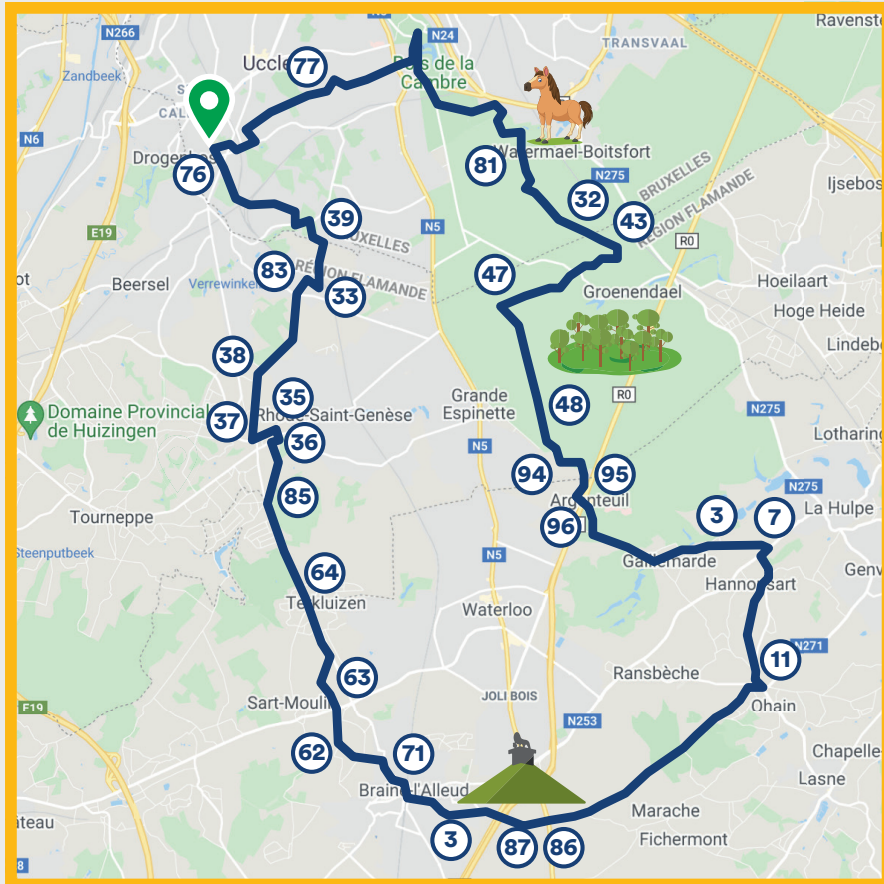 Ravenste
N266
N24
TRANSVAAL
Uccle
77
Zandbeek
Bois de la
Cambre
N6
Drogenbos
76
81
Watermael-Boitsfort
N275
BRUXELLES
RÉGION FLAMANDE
Ijsebos
32
43
39
N5
E19
BRUXELLES
RÉGION FLAMANDE
R0
47
83
33
Beersel
Verrewinkel
Groenendael
Hoeilaart
Hoge Heide
Lindeb
38
R0
48
35
Grande
Espinette
N275
Domaine Provincial
de Huizingen
37
Rhode-Saint-Genèse
36
Lotharing
N5
94
95
N275
85
Argenteuil
La Hulpe
Tourneppe
96
3
7
Steenputbeek
N5
Gaillemarde
Genv
64
Hannonsart
Terkluizen
Waterloo
N271
11
63
Ransbèche
E19
Sart-Moulin
JOLI BOIS
Ohain
N253
62
71
Chapelle
Lasne
Braine-l'Alleud
Marache
3
87
86
Fichermont
âteau
8